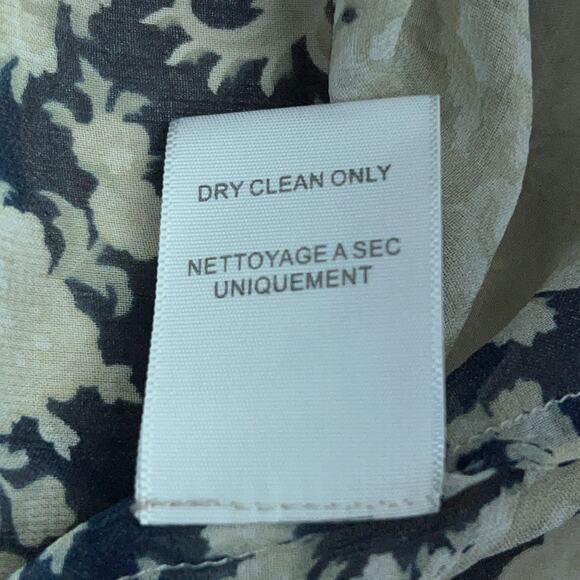 DRY CLEAN ONLY
NETTOYAGE A SEC
UNIQUEMENT